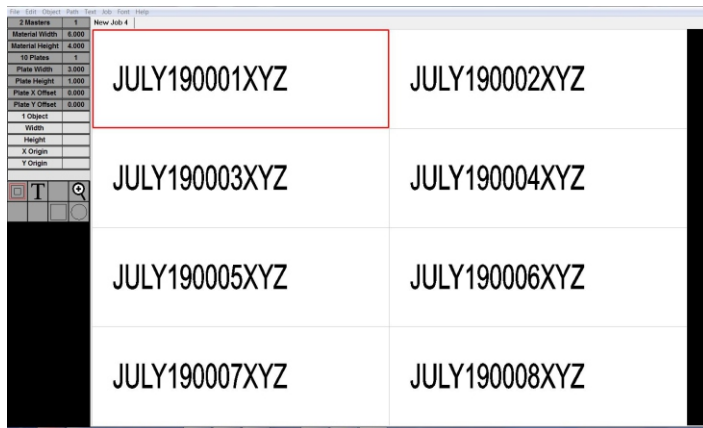 File Edit Object Path Text Job Font Help
2 Masters 1 New Job 4
Material Width 6.000
Material Height 4.000
10 Plates 1
Plate Width 3.000
Plate Height 1.000
Plate X Offset 0.000
Plate Y Offset 0.000
1 Object
Width
Height
X Origin
Y Origin
T
JULY190001XYZ JULY190002XYZ
JULY190003XYZ JULY190004XYZ
JULY190005XYZ JULY190006XYZ
JULY190007XYZ JULY190008XYZ